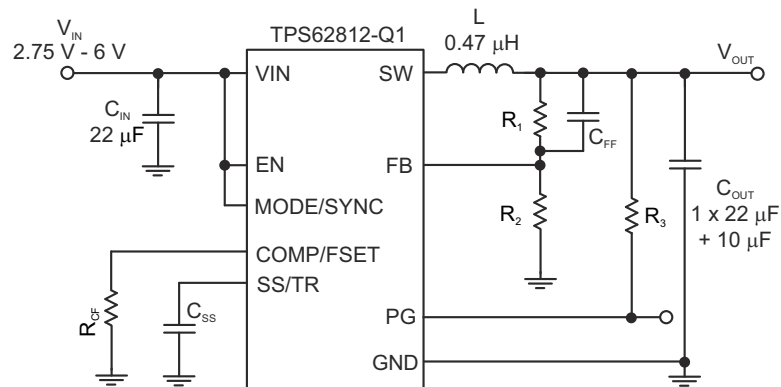 TPS62812-Q1
V_IN
2.75 V - 6 V
L
0.47 μH
V_OUT
VIN
SW
C_IN
22 μF
R_1
C_FF
EN
FB
MODE/SYNC
R_2
R_3
C_OUT
1 x 22 μF
+ 10 μF
COMP/FSET
SS/TR
R_CF
C_SS
PG
GND